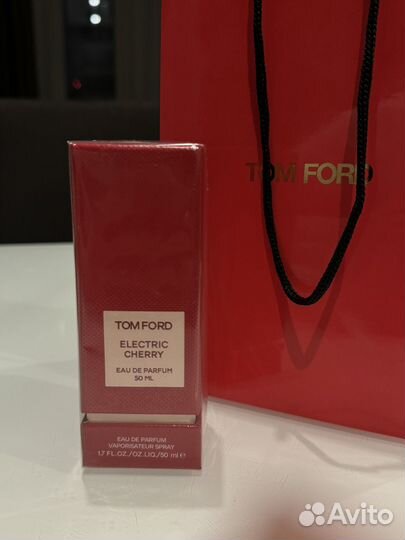 TOM FORD
TOM FORD
ELECTRIC
CHERRY
EAU DE PARFUM
50 ML
EAU DE PARFUM
VAPORISATEUR SPRAY
1.7 FL.OZ./OZ.LIQ./50 ml ℮
Avito